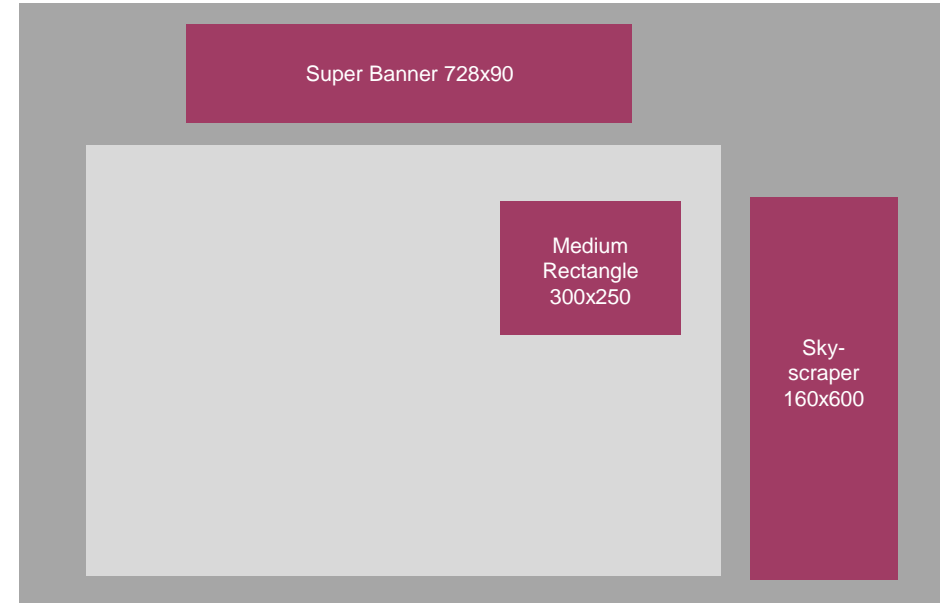 Super Banner 728x90
Medium
Rectangle
300x250
Sky-
scraper
160x600